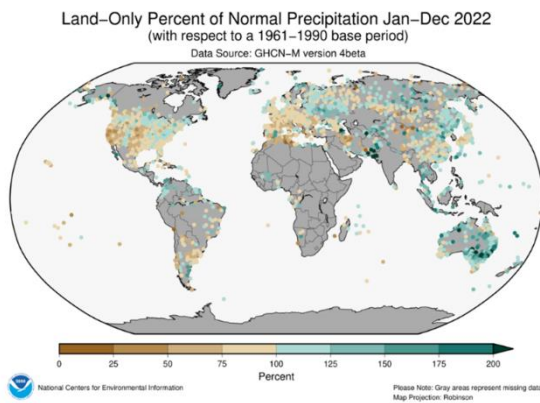 Land-Only Percent of Normal Precipitation Jan-Dec 2022
(with respect to a 1961-1990 base period)
Data Source: GHCN-M version 4beta
0 25 50 75 100 125 150 175 200
Percent
National Centers for Environmental Information
Please Note: Gray areas represent missing data
Map Projection: Robinson